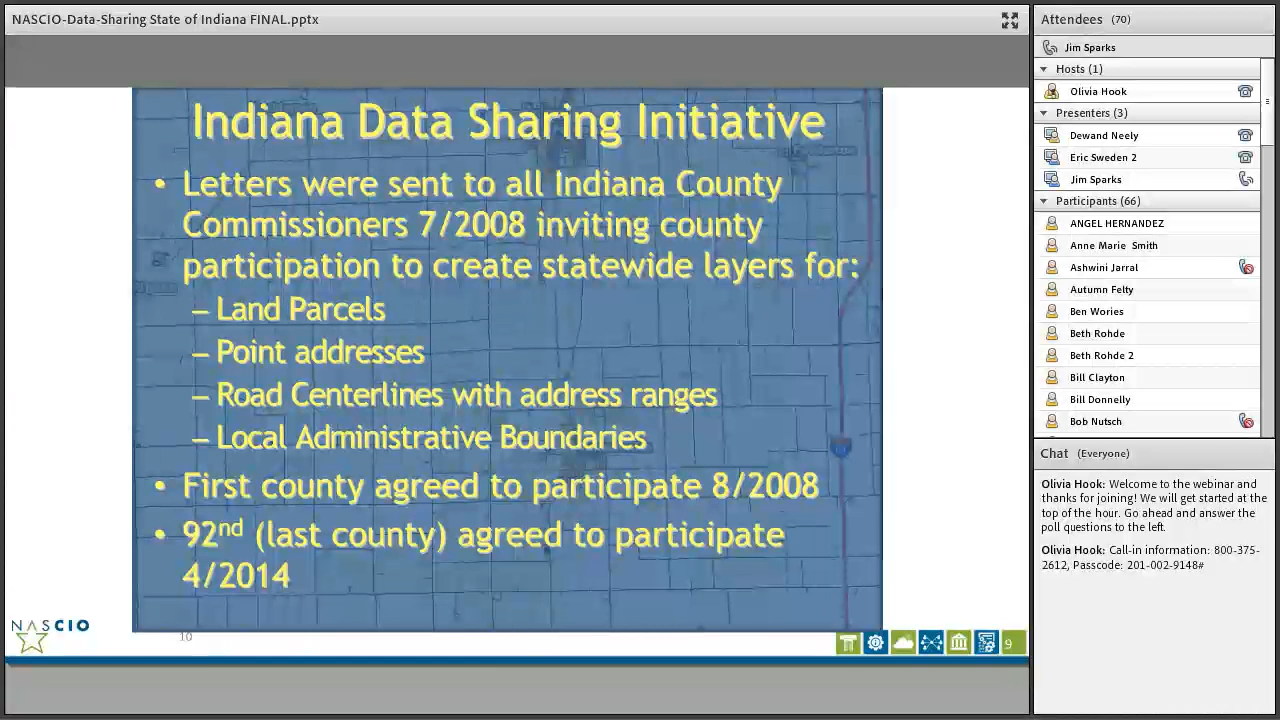 NASCIO-Data-Sharing State of Indiana FINAL.pptx
Indiana Data Sharing Initiative
• Letters were sent to all Indiana County
Commissioners 7/2008 inviting county
participation to create statewide layers for:
– Land Parcels
– Point addresses
– Road Centerlines with address ranges
– Local Administrative Boundaries
• First county agreed to participate 8/2008
• 92nd (last county) agreed to participate
4/2014
NASCIO
10
9
Attendees (70)
Jim Sparks
Hosts (1)
Olivia Hook
Presenters (3)
Dewand Neely
Eric Sweden 2
Jim Sparks
Participants (66)
ANGEL HERNANDEZ
Anne Marie Smith
Ashwini Jarral
Autumn Felty
Ben Wories
Beth Rohde
Beth Rohde 2
Bill Clayton
Bill Donnelly
Bob Nutsch
Chat (Everyone)
Olivia Hook: Welcome to the webinar and
thanks for joining! We will get started at the
top of the hour. Go ahead and answer the
poll questions to the left.
Olivia Hook: Call-in information: 800-375-
2612, Passcode: 201-002-9148#